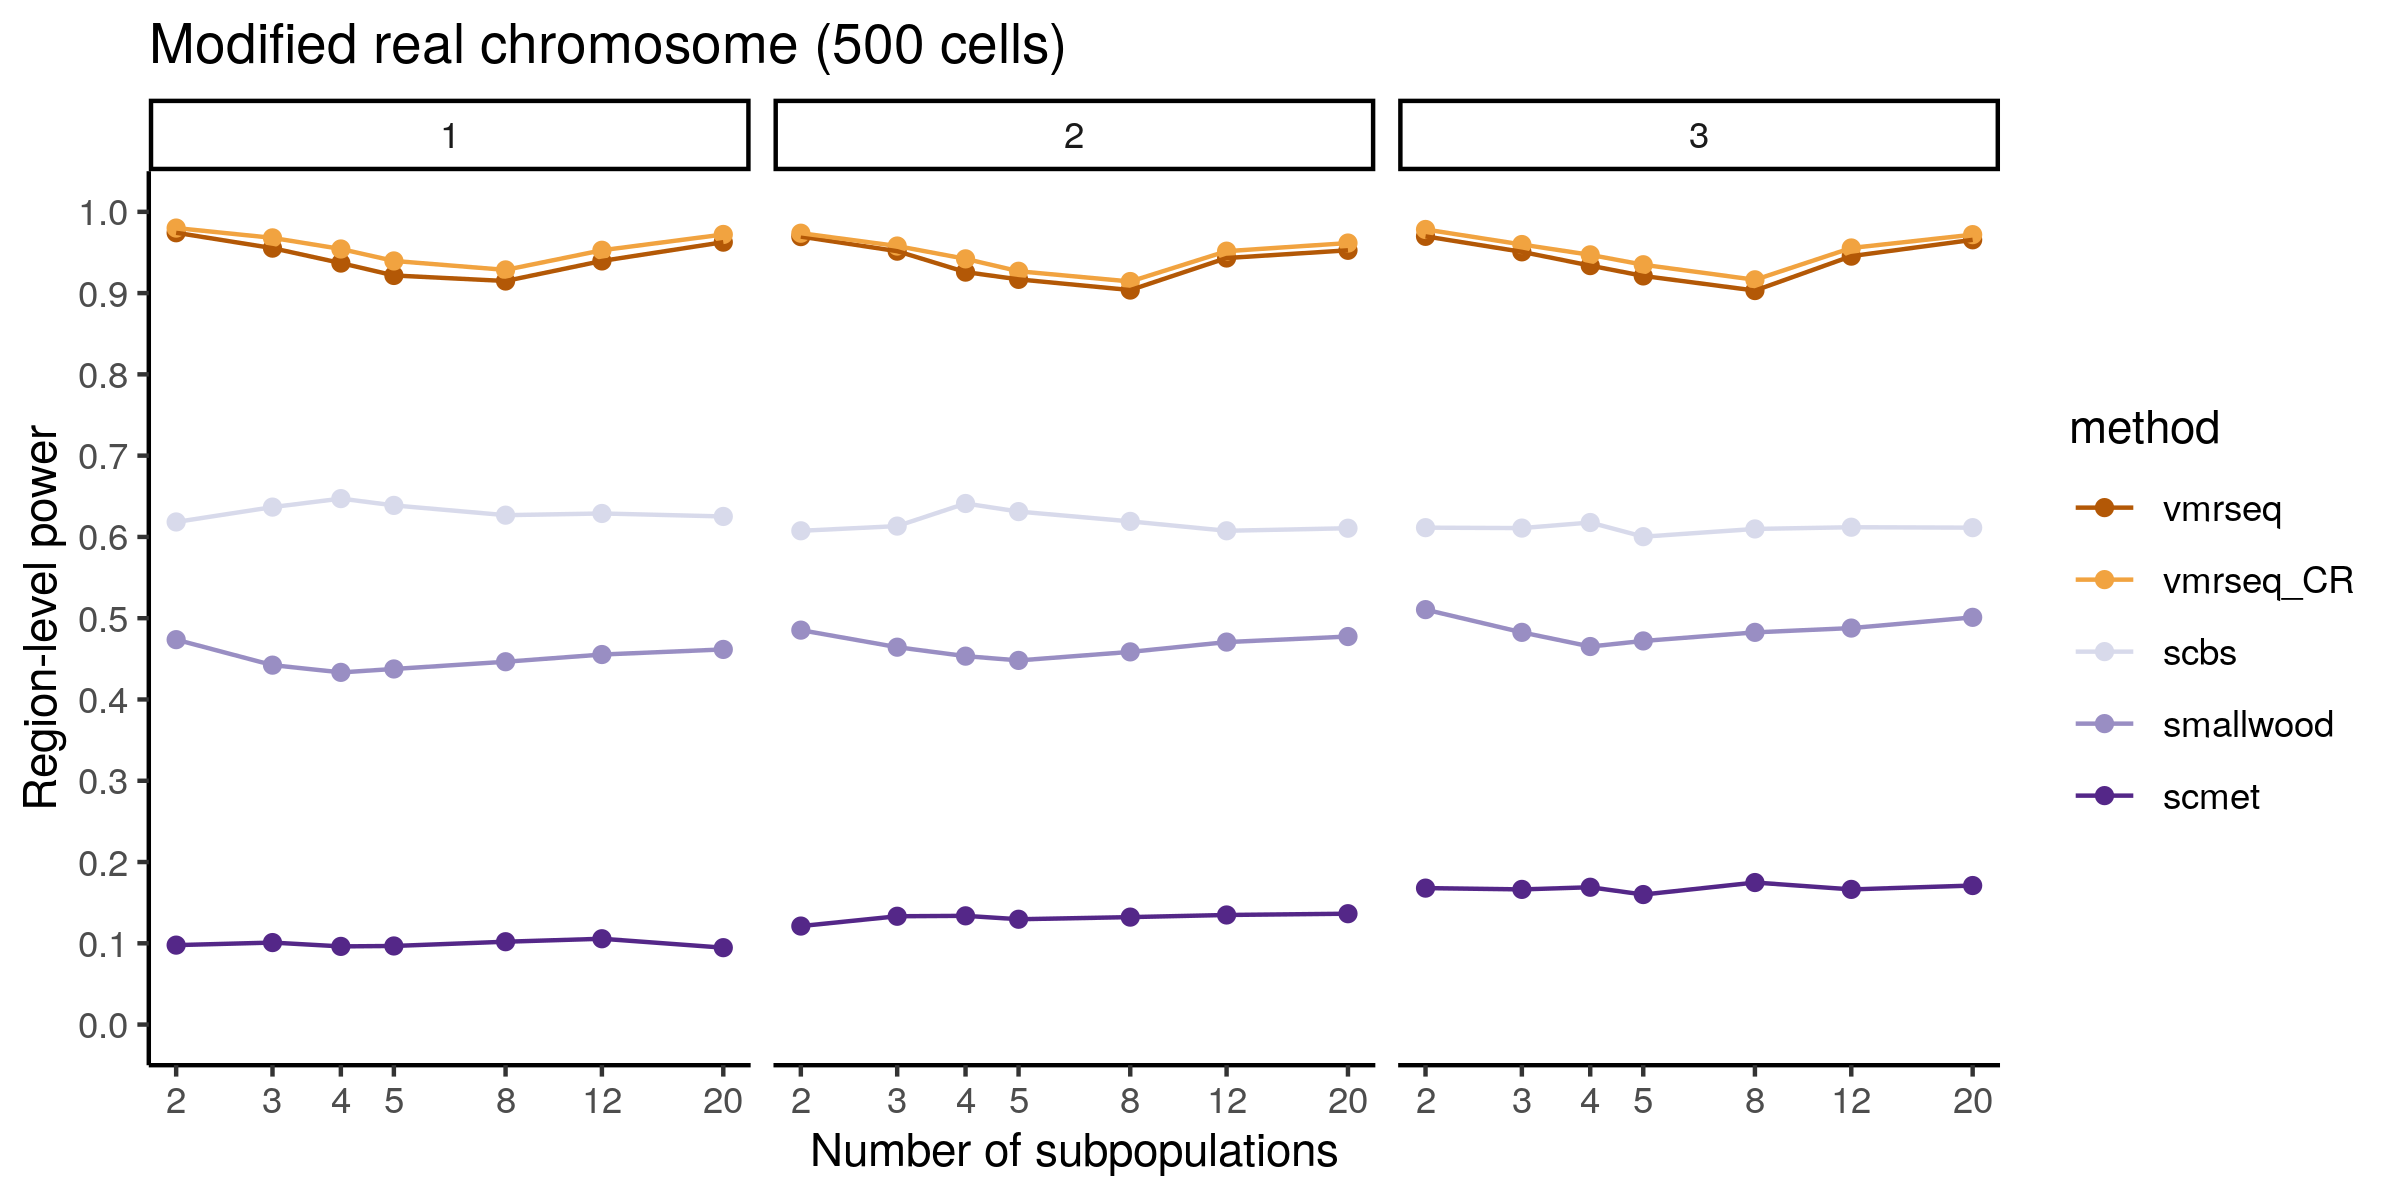 Modified real chromosome (500 cells)
1 2 3
1.0
0.9
0.8
0.7
0.6
0.5
0.4
0.3
0.2
0.1
0.0
Region-level power
2 3 4 5 8 12 20 2 3 4 5 8 12 20 2 3 4 5 8 12 20
Number of subpopulations
method
vmrseq
vmrseq_CR
scbs
smallwood
scmet